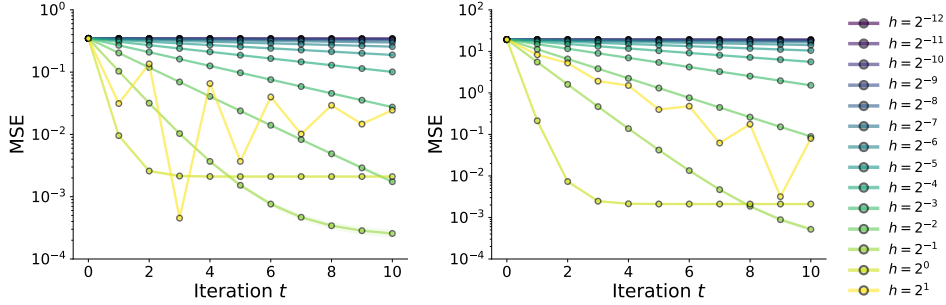 10^0
10^−1
10^−2
10^−3
10^−4
MSE
0 2 4 6 8 10
Iteration t
10^2
10^1
10^0
10^−1
10^−2
10^−3
10^−4
MSE
0 2 4 6 8 10
Iteration t
h = 2^−12
h = 2^−11
h = 2^−10
h = 2^−9
h = 2^−8
h = 2^−7
h = 2^−6
h = 2^−5
h = 2^−4
h = 2^−3
h = 2^−2
h = 2^−1
h = 2^0
h = 2^1